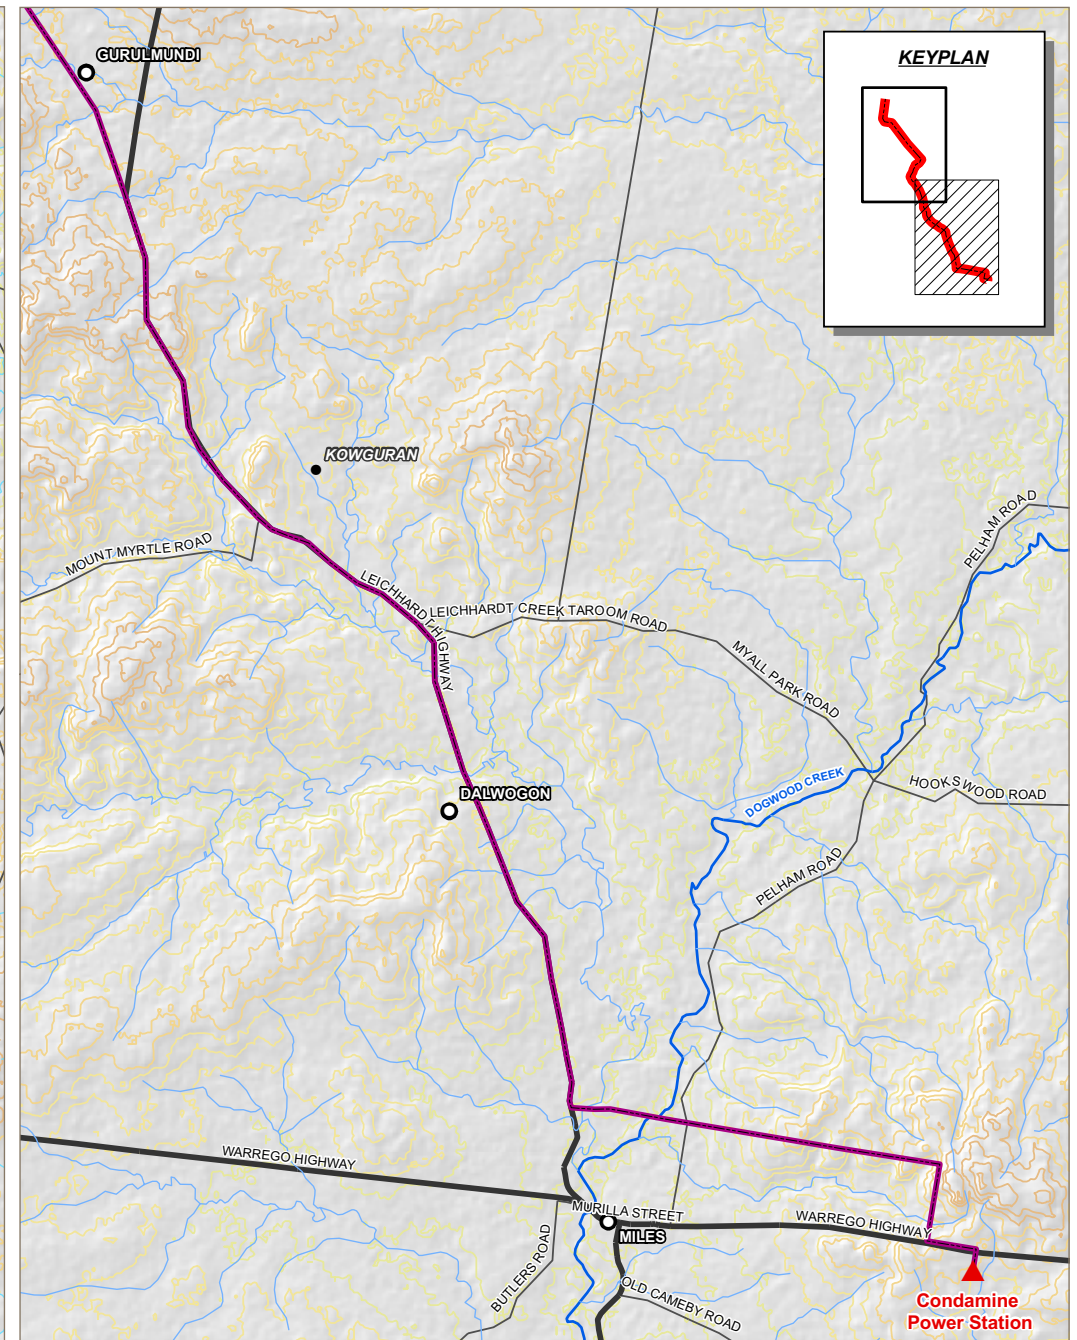 GURULMUNDI
KEYPLAN
KOWGURAN
PELHAM ROAD
MOUNT MYRTLE ROAD
LEICHHARDT HIGHWAY
LEICHHARDT CREEK TAROOM ROAD
MYALL PARK ROAD
DOGWOOD CREEK
HOOKSWOOD ROAD
DALWOGON
PELHAM ROAD
WARREGO HIGHWAY
MURILLA STREET
WARREGO HIGHWAY
MILES
BUTLERS ROAD
OLD CAMEBY ROAD
Condamine
Power Station